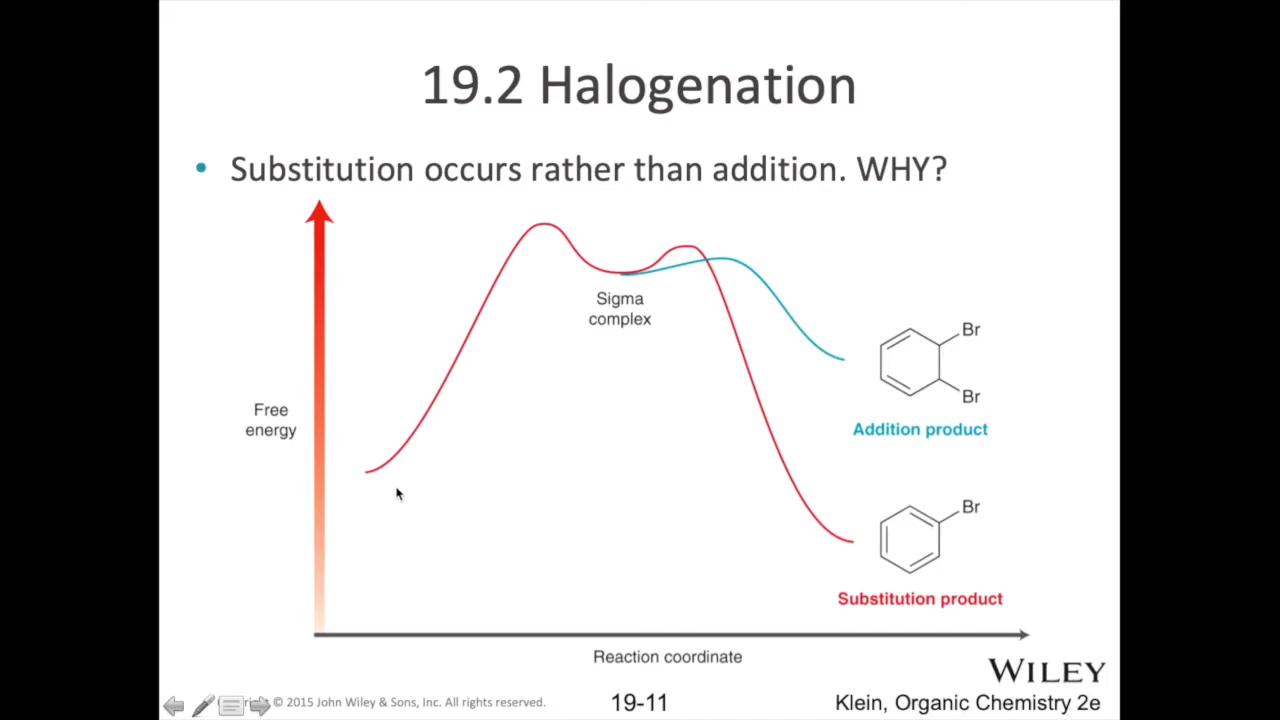 19.2 Halogenation
• Substitution occurs rather than addition. WHY?
Sigma
complex
Br
Br
Addition product
Free
energy
Br
Substitution product
Reaction coordinate
WILEY
© 2015 John Wiley & Sons, Inc. All rights reserved.
19-11
Klein, Organic Chemistry 2e